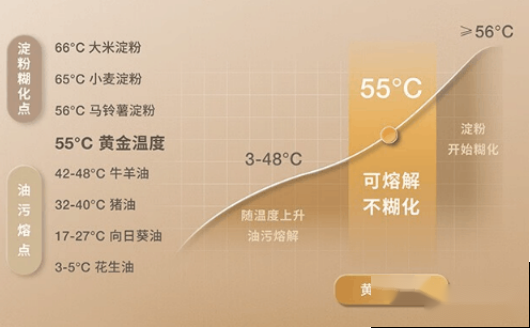 淀粉糊化点
66°C 大米淀粉
65°C 小麦淀粉
56°C 马铃薯淀粉
55°C 黄金温度
油污熔点
42-48°C 牛羊油
32-40°C 猪油
17-27°C 向日葵油
3-5°C 花生油
3-48°C
随温度上升
油污熔解
55°C
可熔解
不糊化
≥56°C
淀粉
开始糊化
黄